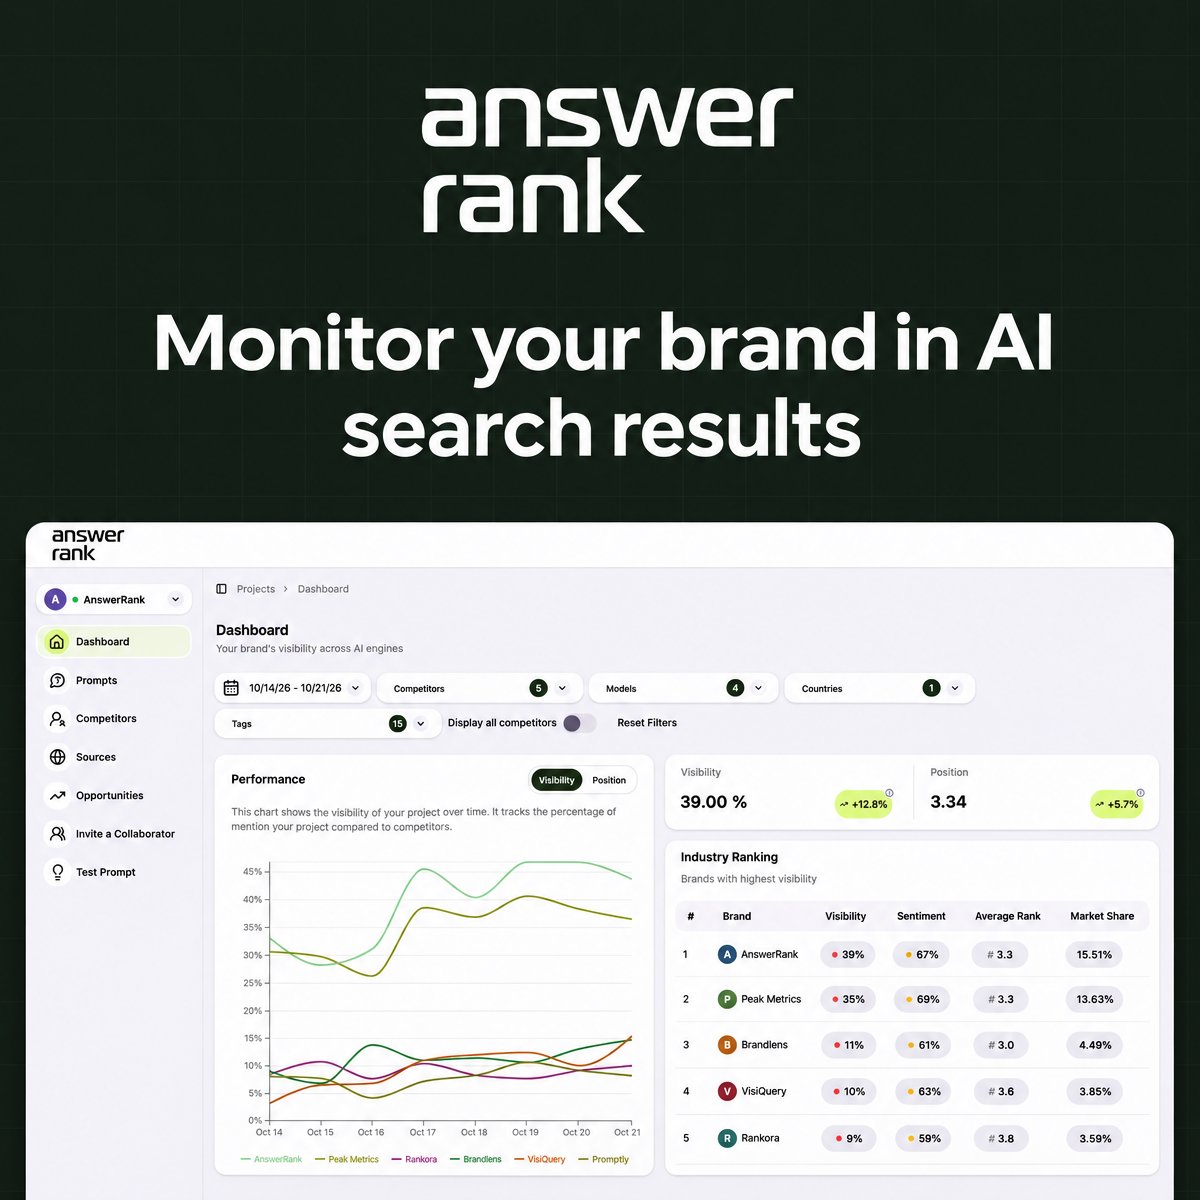 answer
rank
Monitor your brand in AI
search results
answer
rank
A AnswerRank
Dashboard
Prompts
Competitors
Sources
Opportunities
Invite a Collaborator
Test Prompt
Projects > Dashboard
Dashboard
Your brand's visibility across AI engines
10/14/26 - 10/21/26
Competitors 5
Models 4
Countries 1
Tags 15
Display all competitors
Reset Filters
Performance
Visibility Position
This chart shows the visibility of your project over time. It tracks the percentage of
mention your project compared to competitors.
45%
40%
35%
30%
25%
20%
15%
10%
5%
0%
Oct 14 Oct 15 Oct 16 Oct 17 Oct 18 Oct 19 Oct 20 Oct 21
AnswerRank Peak Metrics Rankora Brandlens VisiQuery Promptly
Visibility
39.00 % +12.8%
Position
3.34 +5.7%
Industry Ranking
Brands with highest visibility
# Brand Visibility Sentiment Average Rank Market Share
1 A AnswerRank 39% 67% # 3.3 15.51%
2 P Peak Metrics 35% 69% # 3.3 13.63%
3 B Brandlens 11% 61% # 3.0 4.49%
4 V VisiQuery 10% 63% # 3.6 3.85%
5 R Rankora 9% 59% # 3.8 3.59%